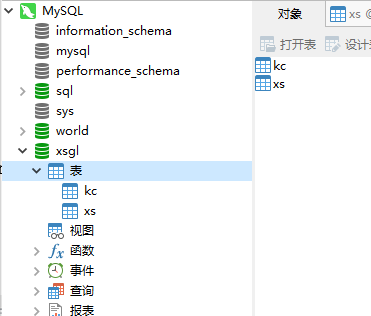 MySQL
information_schema
mysql
performance_schema
sql
sys
world
xsgl
表
kc
xs
视图
函数
事件
查询
报表
对象
xs @
打开表 设计
kc
xs